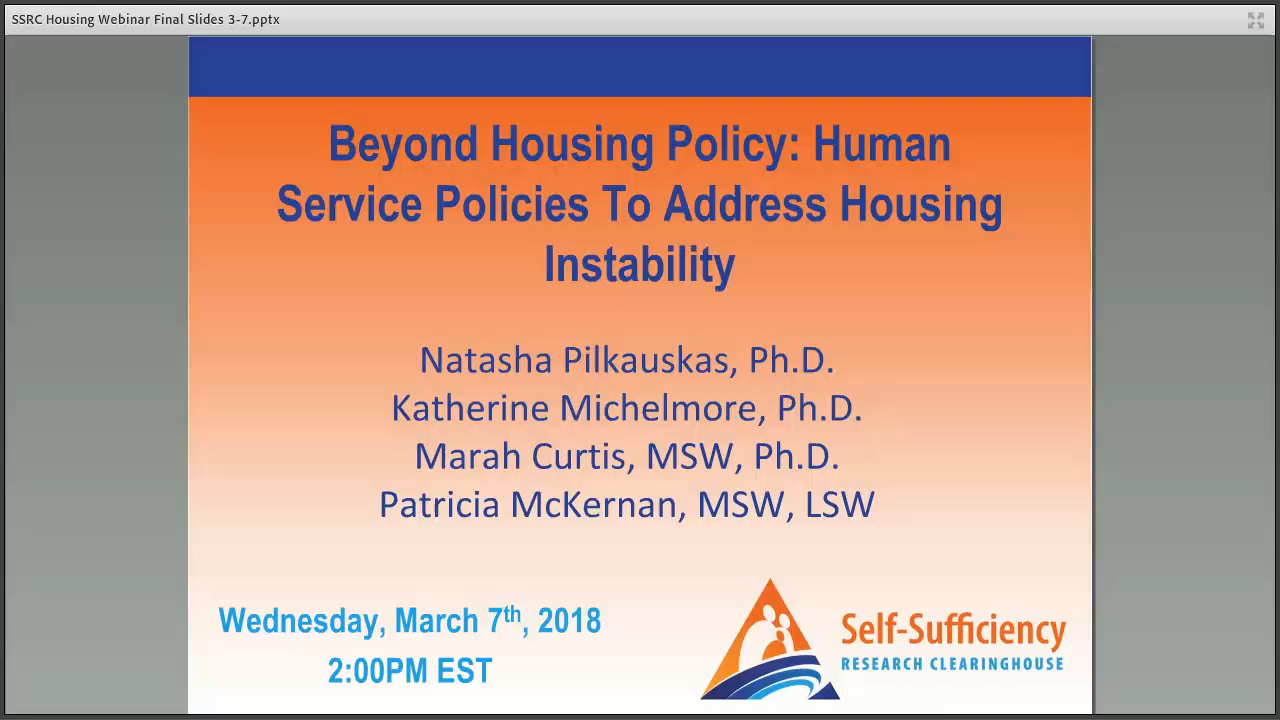 SSRC Housing Webinar Final Slides 3-7.pptx
Beyond Housing Policy: Human
Service Policies To Address Housing
Instability
Natasha Pilkauskas, Ph.D.
Katherine Michelmore, Ph.D.
Marah Curtis, MSW, Ph.D.
Patricia McKernan, MSW, LSW
Wednesday, March 7th, 2018
2:00PM EST
Self-Sufficiency
RESEARCH CLEARINGHOUSE